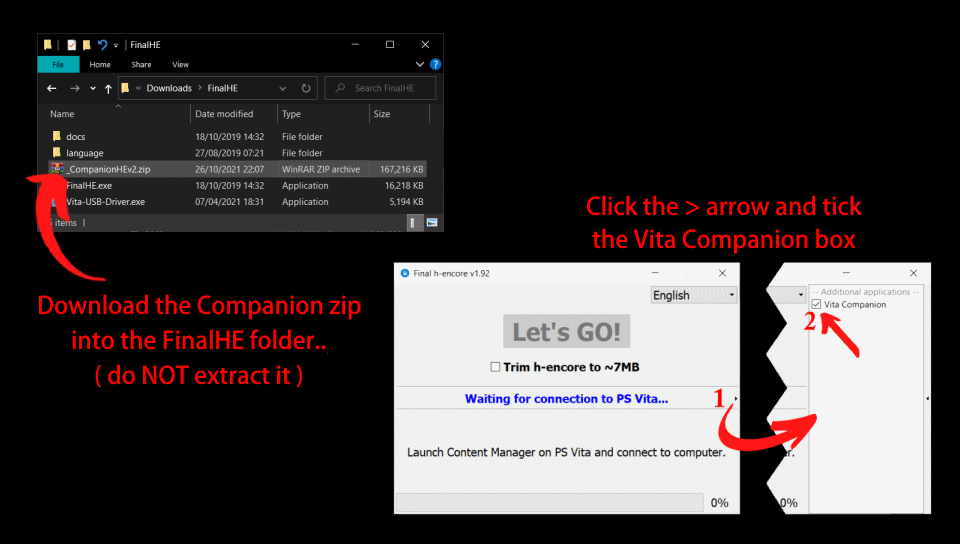 FinalHE
File Home Share View
« Downloads > FinalHE
Search FinalHE
Name Date modified Type Size
docs 18/10/2019 14:32 File folder
language 27/08/2019 07:21 File folder
_CompanionHEv2.zip 26/10/2021 22:07 WinRAR ZIP archive 167,216 KB
FinalHE.exe 18/10/2019 14:32 Application 16,218 KB
Vita-USB-Driver.exe 07/04/2021 18:31 Application 5,194 KB
items
Download the Companion zip
into the FinalHE folder..
( do NOT extract it )
Click the > arrow and tick
the Vita Companion box
Final h-encore v1.92
English
Let's GO!
Trim h-encore to ~7MB
Waiting for connection to PS Vita...
1
Launch Content Manager on PS Vita and connect to computer.
0%
-- Additional applications --
Vita Companion
2
er.
0%